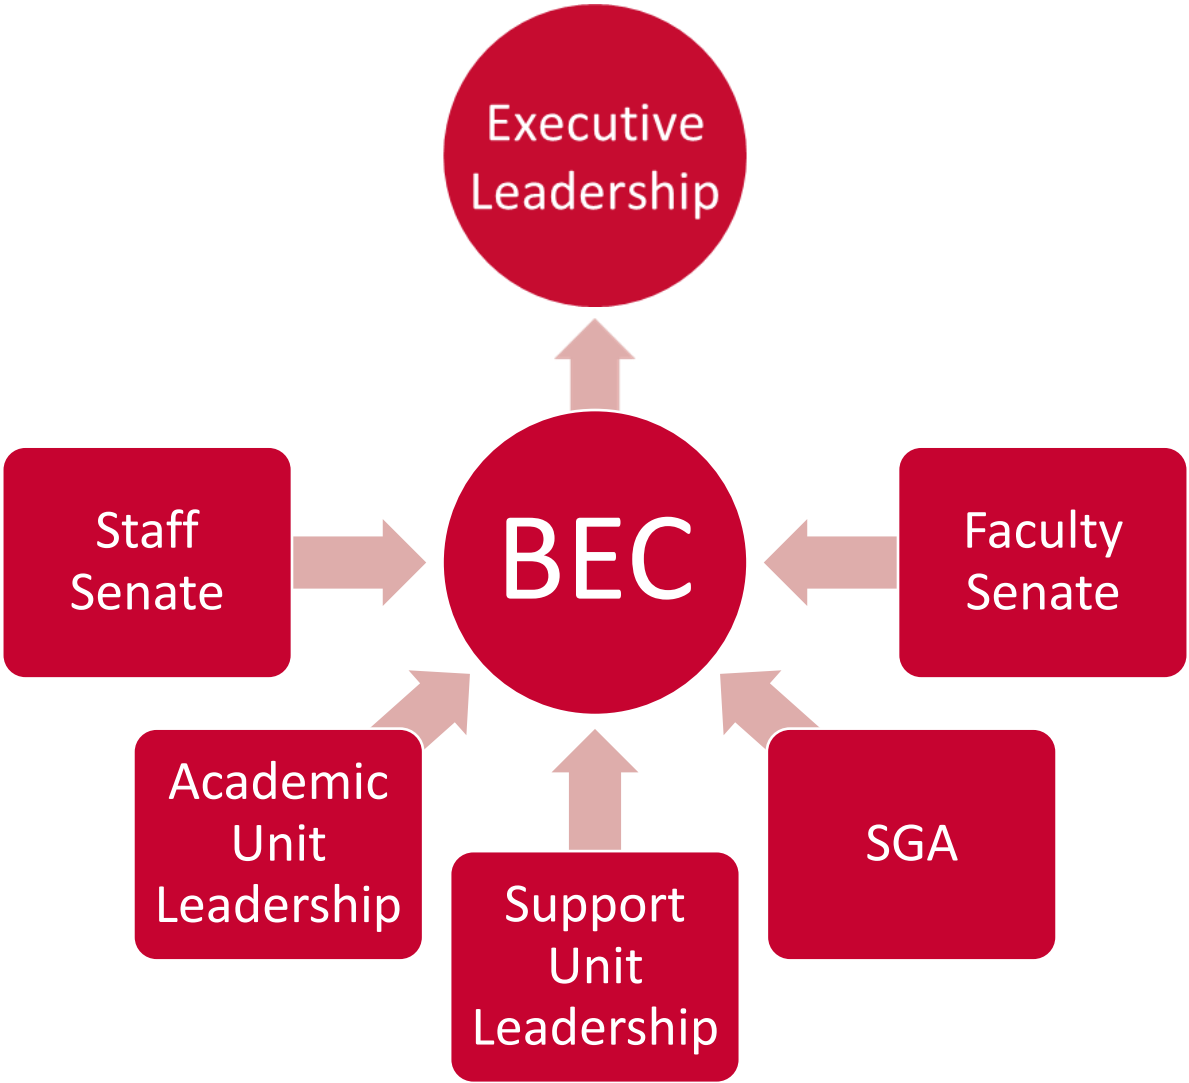 Executive
Leadership
BEC
Staff
Senate
Faculty
Senate
Academic
Unit
Leadership
Support
Unit
Leadership
SGA